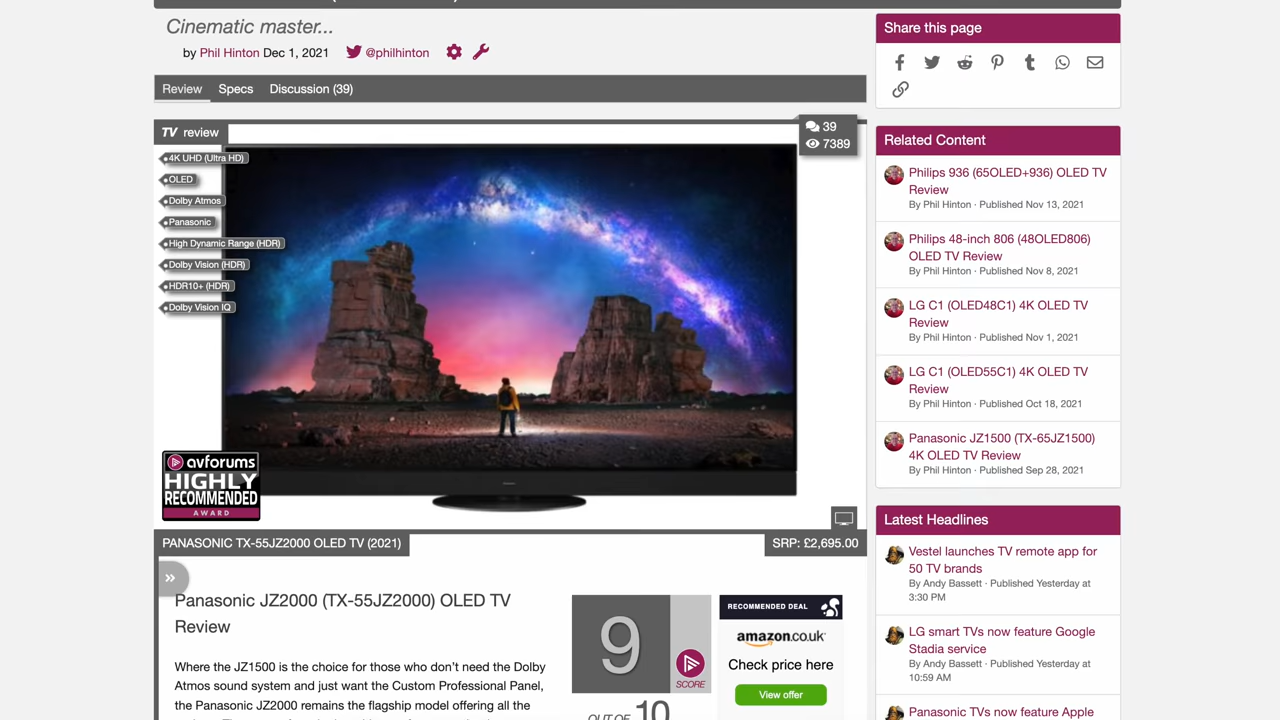 Cinematic master...
by Phil Hinton Dec 1, 2021 @philhinton
Review Specs Discussion (39)
TV review
39
7389
4K UHD (Ultra HD)
OLED
Dolby Atmos
Panasonic
High Dynamic Range (HDR)
Dolby Vision (HDR)
HDR10+ (HDR)
Dolby Vision IQ
avforums
HIGHLY
RECOMMENDED
AWARD
PANASONIC TX-55JZ2000 OLED TV (2021)
SRP: £2,695.00
Panasonic JZ2000 (TX-55JZ2000) OLED TV
Review
Where the JZ1500 is the choice for those who don't need the Dolby
Atmos sound system and just want the Custom Professional Panel,
the Panasonic JZ2000 remains the flagship model offering all the
9
SCORE
OUT OF 10
RECOMMENDED DEAL
amazon.co.uk
Check price here
View offer
Share this page
Related Content
Philips 936 (65OLED+936) OLED TV
Review
By Phil Hinton · Published Nov 13, 2021
Philips 48-inch 806 (48OLED806)
OLED TV Review
By Phil Hinton · Published Nov 8, 2021
LG C1 (OLED48C1) 4K OLED TV
Review
By Phil Hinton · Published Nov 1, 2021
LG C1 (OLED55C1) 4K OLED TV
Review
By Phil Hinton · Published Oct 18, 2021
Panasonic JZ1500 (TX-65JZ1500)
4K OLED TV Review
By Phil Hinton · Published Sep 28, 2021
Latest Headlines
Vestel launches TV remote app for
50 TV brands
By Andy Bassett · Published Yesterday at
3:30 PM
LG smart TVs now feature Google
Stadia service
By Andy Bassett · Published Yesterday at
10:59 AM
Panasonic TVs now feature Apple